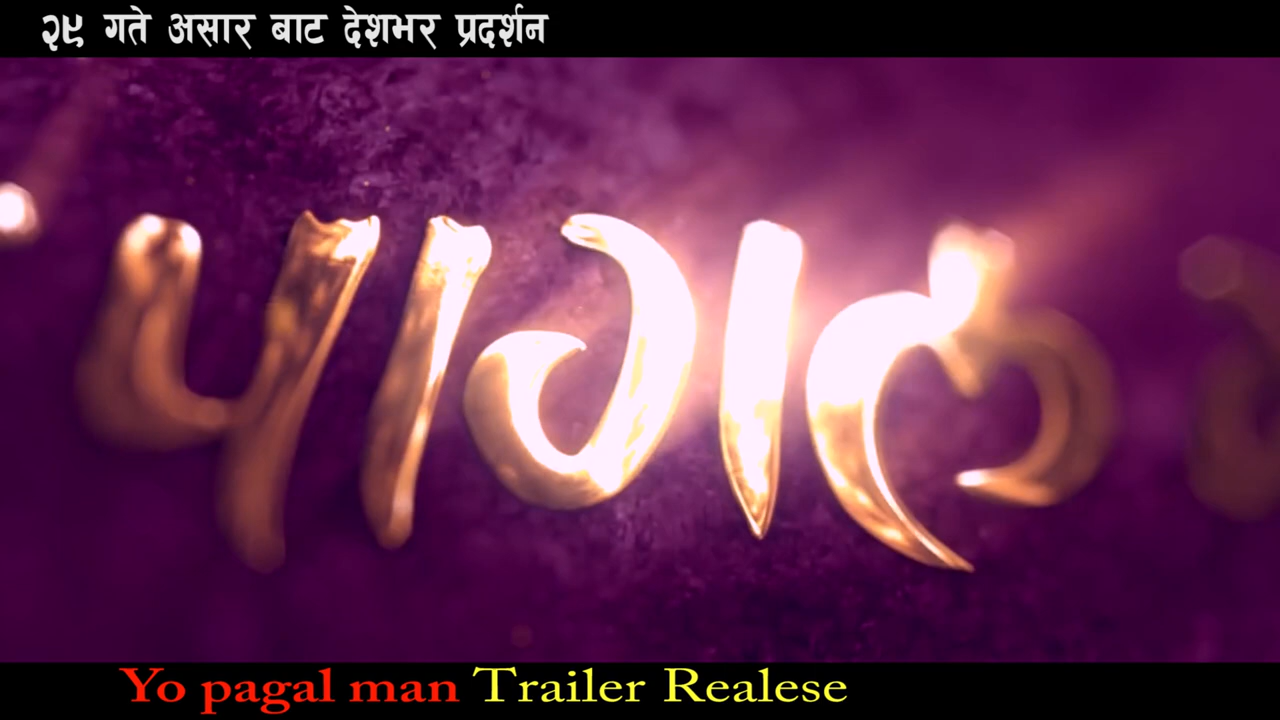 २९ गते असार बाट देशभर प्रदर्शन
पागल
Yo pagal man Trailer Realese